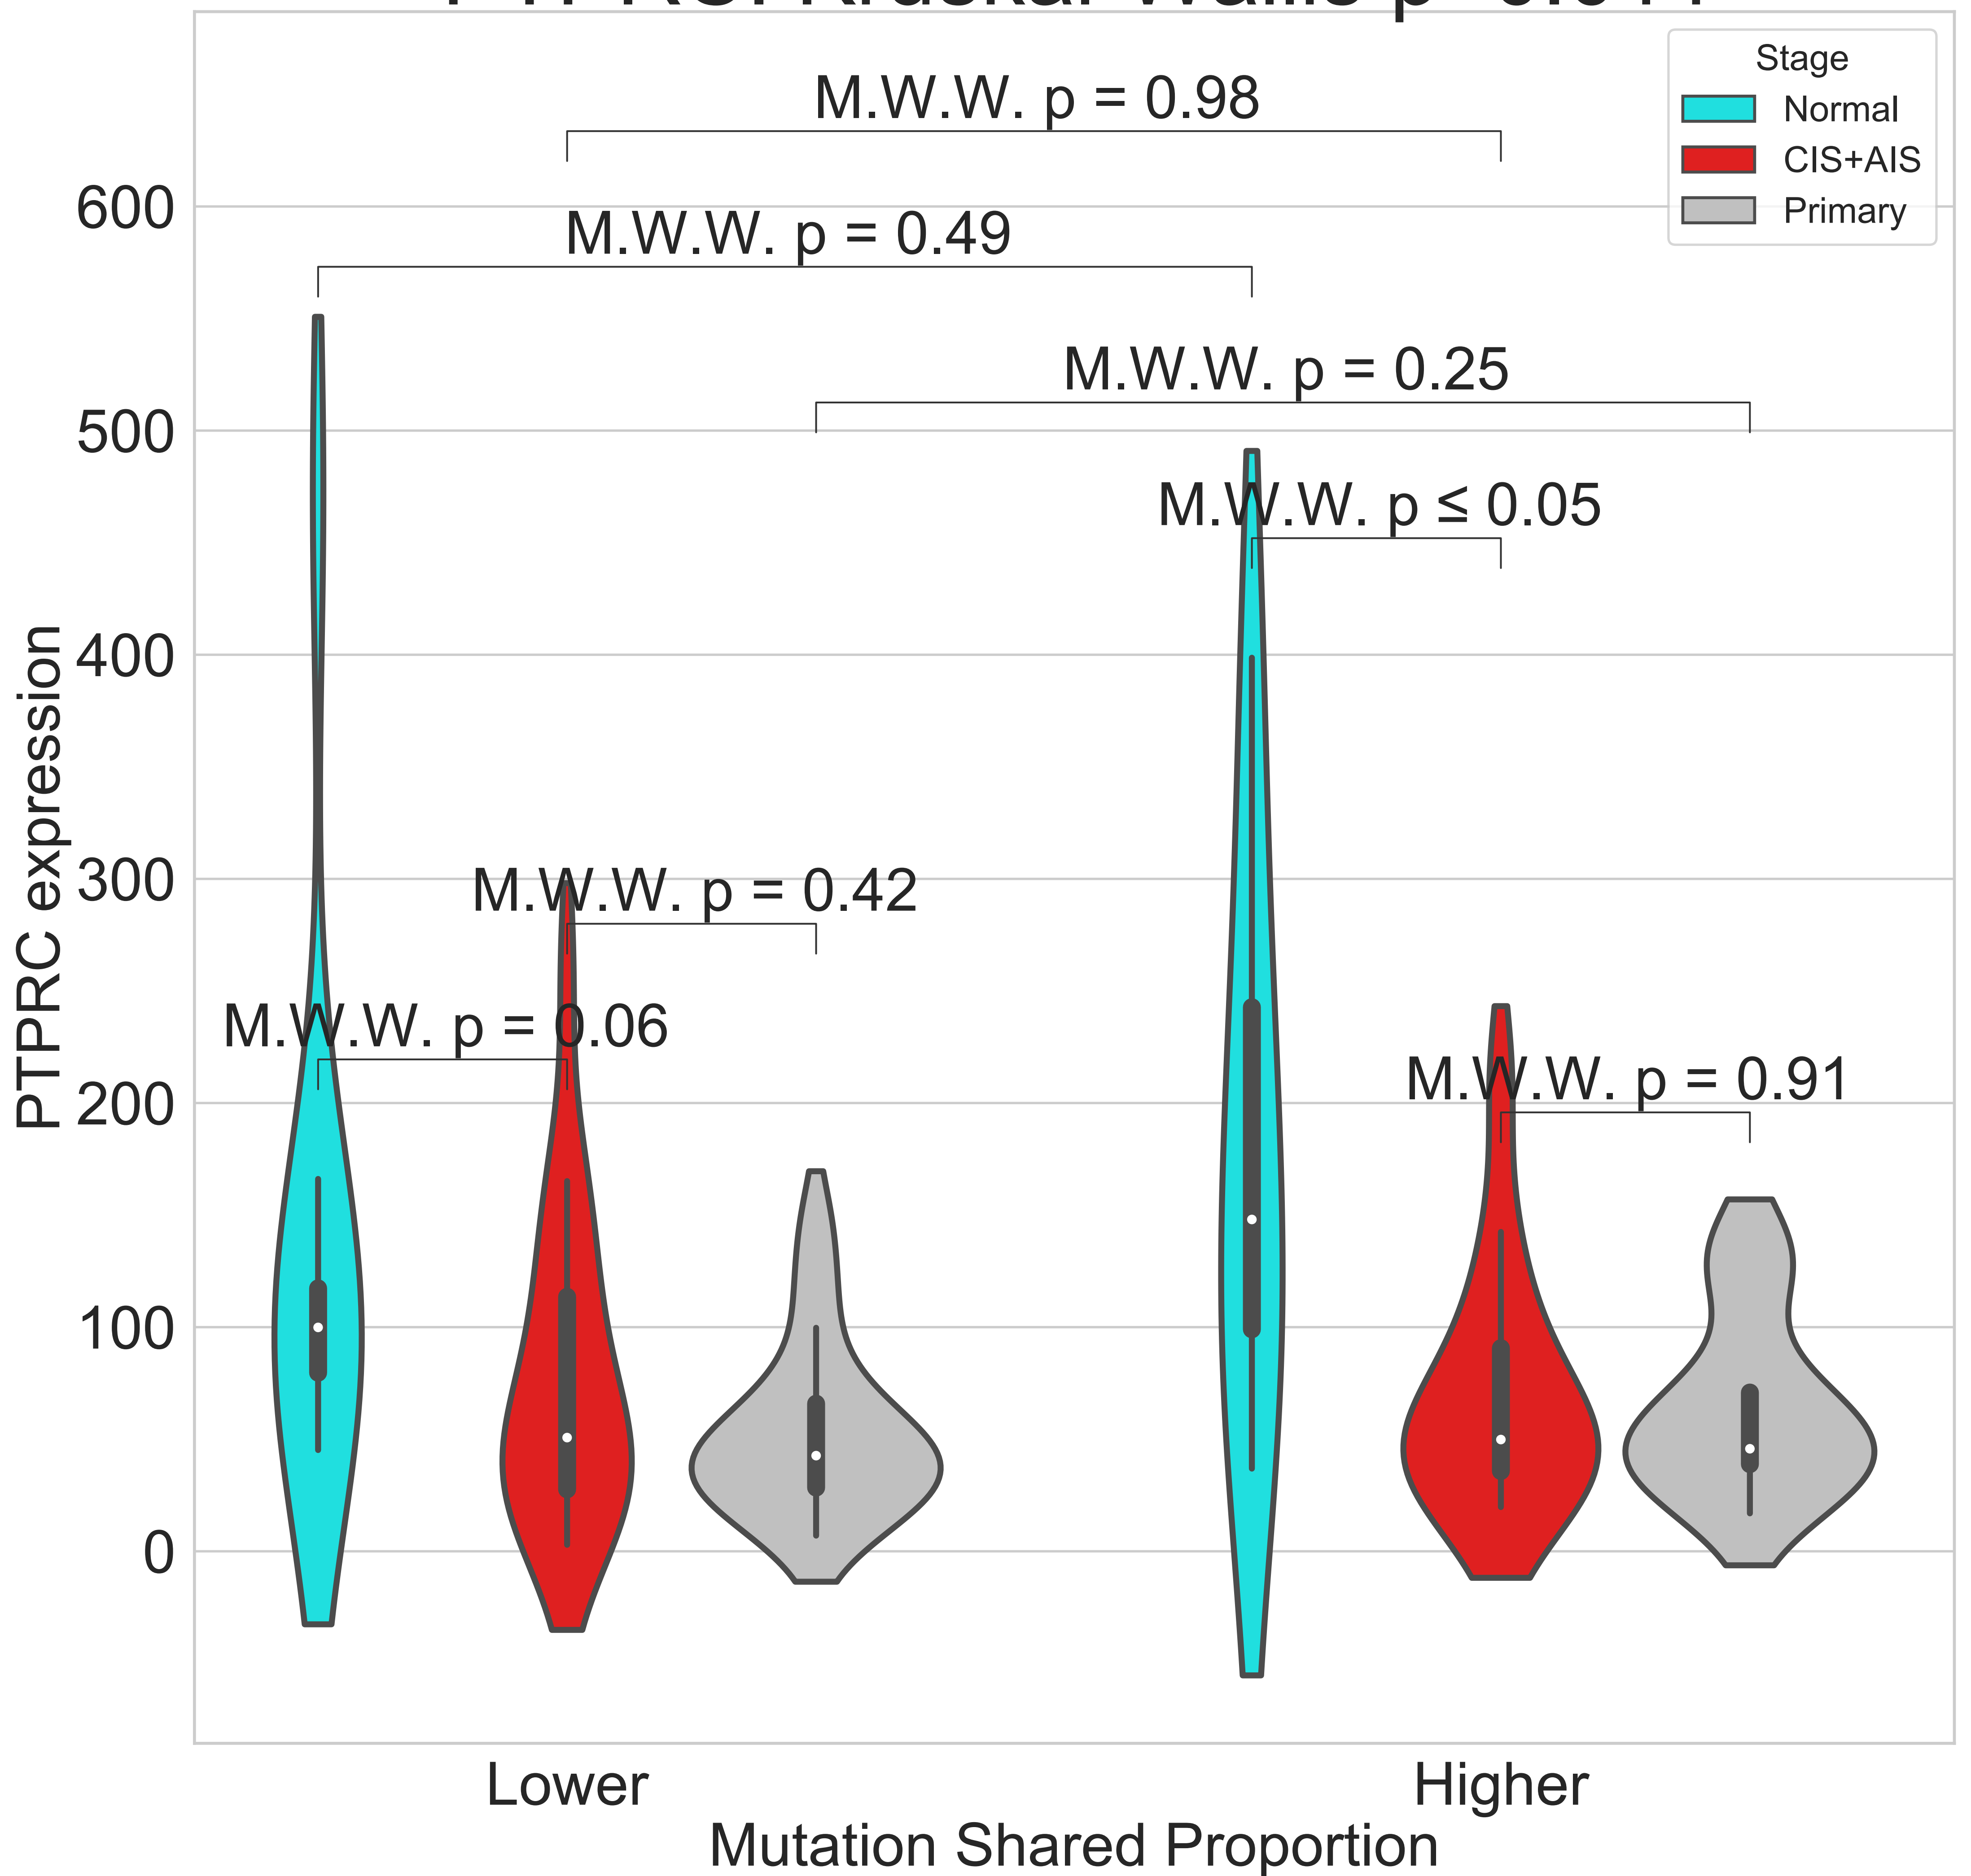 Stage
Normal
CIS+AIS
Primary
M.W.W. p = 0.98
M.W.W. p = 0.49
M.W.W. p = 0.25
M.W.W. p ≤ 0.05
M.W.W. p = 0.42
M.W.W. p = 0.06
M.W.W. p = 0.91
PTPRC expression
600
500
400
300
200
100
0
Lower
Higher
Mutation Shared Proportion